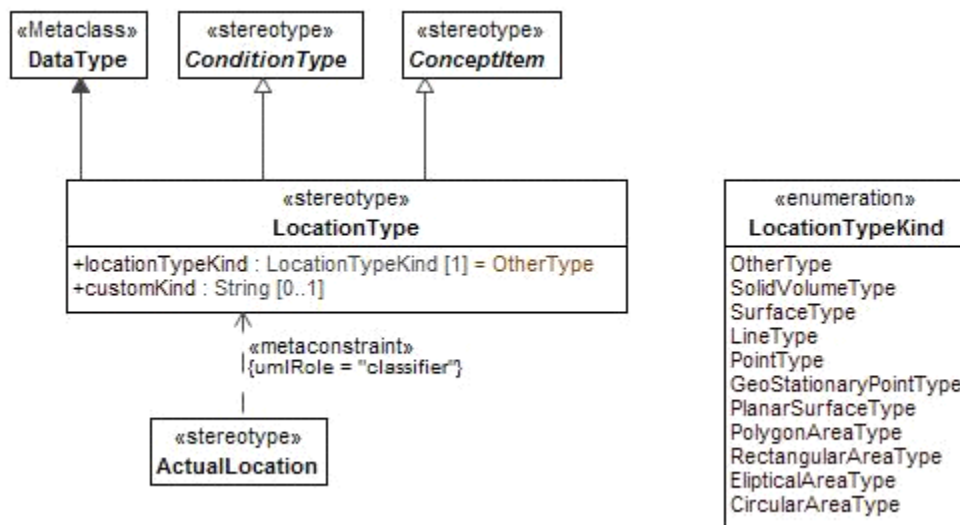 «Metaclass»
DataType
«stereotype»
ConditionType
«stereotype»
ConceptItem
«stereotype»
LocationType
+locationTypeKind : LocationTypeKind [1] = OtherType
+customKind : String [0..1]
«metaconstraint»
{umlRole = "classifier"}
«stereotype»
ActualLocation
«enumeration»
LocationTypeKind
OtherType
SolidVolumeType
SurfaceType
LineType
PointType
GeoStationaryPointType
PlanarSurfaceType
PolygonAreaType
RectangularAreaType
ElipticalAreaType
CircularAreaType